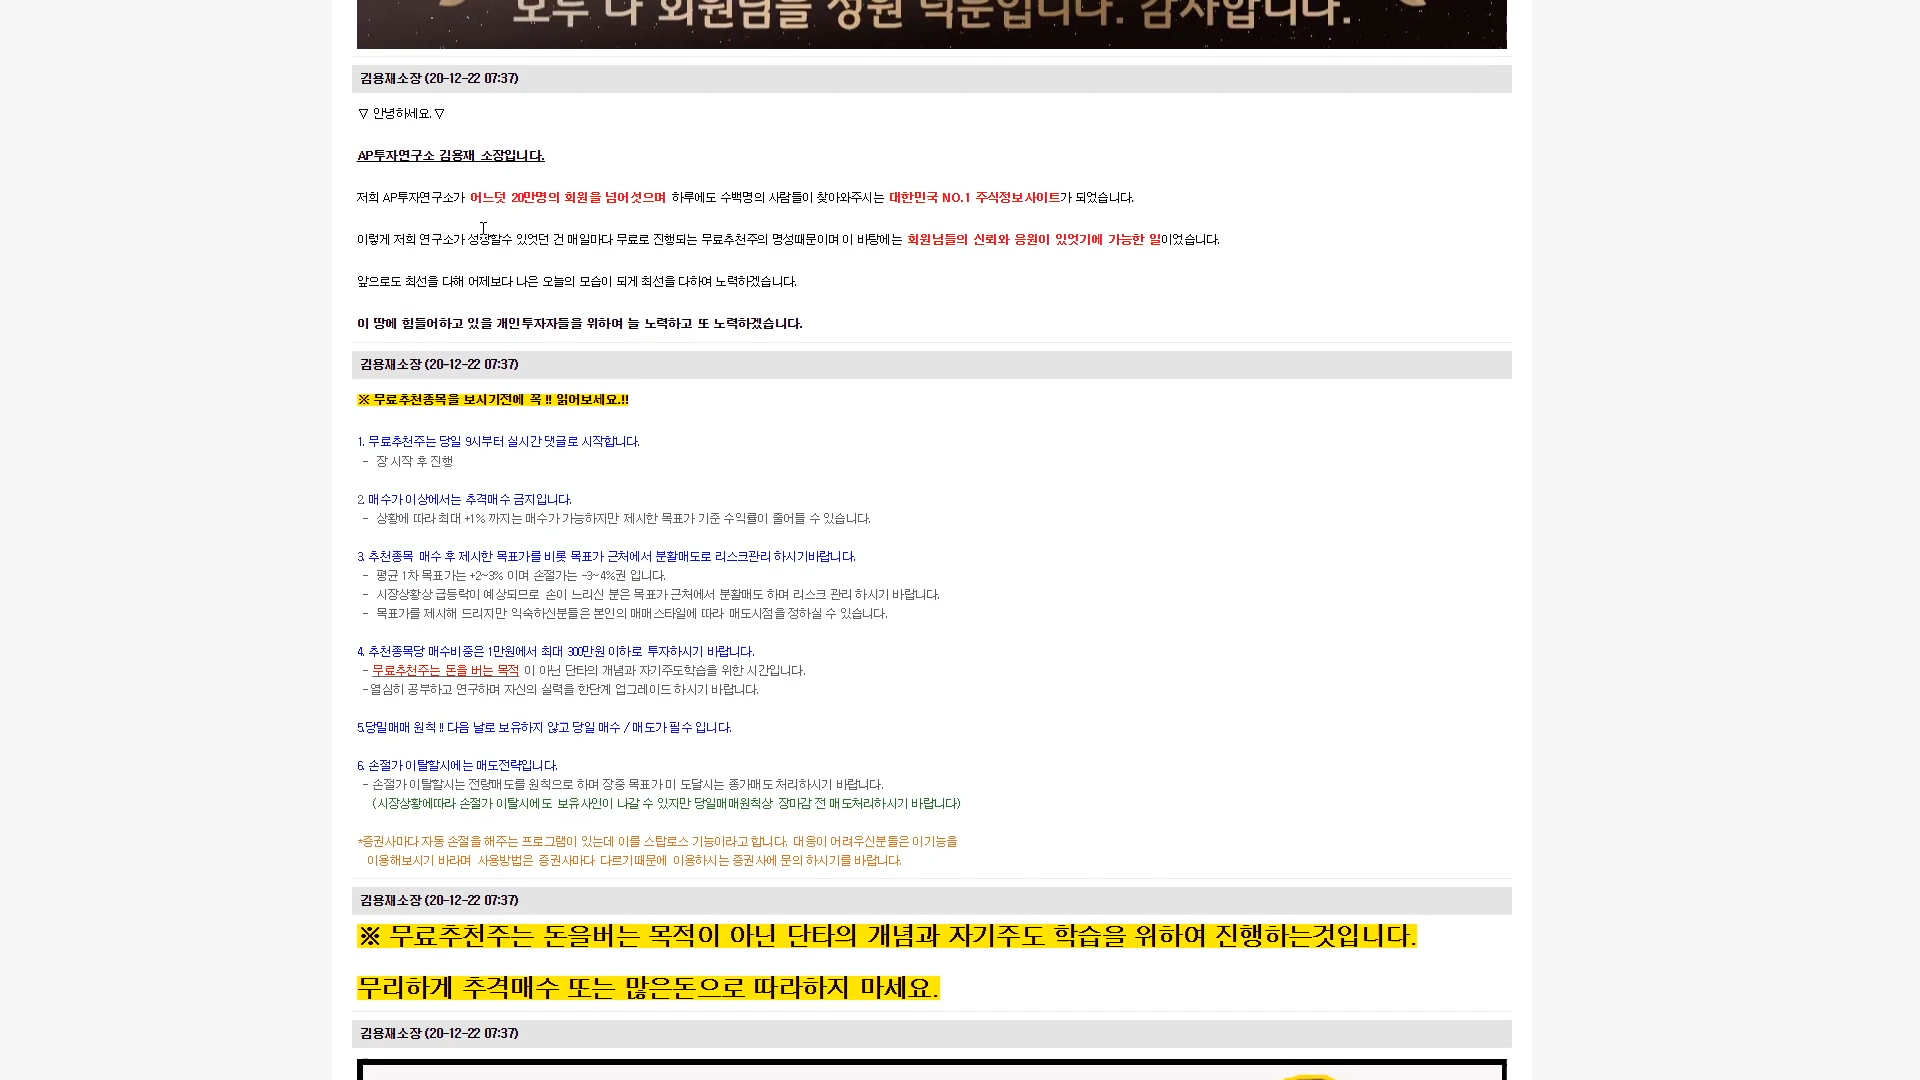 모두 다 회원님들 성원 덕분입니다. 감사합니다.
김용재소장 (20-12-22 07:37)
▽ 안녕하세요. ▽
AP투자연구소 김용재 소장입니다.
저희 AP투자연구소가 어느덧 20만명의 회원을 넘어섯으며 하루에도 수백명의 사람들이 찾아와주시는 대한민국 NO.1 주식정보사이트가 되었습니다.
이렇게 저희 연구소가 성장할수 있엇던 건 매일마다 무료로 진행되는 무료추천주의 명성때문이며 이 바탕에는 회원님들의 신뢰와 응원이 있엇기에 가능한 일이었습니다.
앞으로도 최선을 다해 어제보다 나은 오늘의 모습이 되게 최선을 다하여 노력하겠습니다.
이 땅에 힘들어하고 있을 개인투자자들을 위하여 늘 노력하고 또 노력하겠습니다.
김용재소장 (20-12-22 07:37)
※ 무료추천종목을 보시기전에 꼭 !! 읽어보세요.!!
1. 무료추천주는 당일 9시부터 실시간 댓글로 시작합니다.
- 장 시작 후 진행
2. 매수가 이상에서는 추격매수 금지입니다.
- 상황에 따라 최대 +1% 까지는 매수가 가능하지만 제시한 목표가 기준 수익률이 줄어들 수 있습니다.
3. 추천종목 매수 후 제시한 목표가를 비롯 목표가 근처에서 분활매도로 리스크관리 하시기바랍니다.
- 평균 1차 목표가는 +2~3% 이며 손절가는 -3~4%권 입니다.
- 시장상황상 급등락이 예상되므로 손이 느리신 분은 목표가 근처에서 분활매도 하며 리스크 관리 하시기 바랍니다.
- 목표가를 제시해 드리지만 익숙하신분들은 본인의 매매스타일에 따라 매도시점을 정하실 수 있습니다.
4. 추천종목당 매수비중은 1만원에서 최대 300만원 이하로 투자하시기 바랍니다.
- 무료추천주는 돈을 버는 목적 이 아닌 단타의 개념과 자기주도학습을 위한 시간입니다.
- 열심히 공부하고 연구하며 자신의 실력을 한단계 업그레이드 하시기 바랍니다.
5.당일매매 원칙 !! 다음 날로 보유하지 않고 당일 매수 / 매도가 필수 입니다.
6. 손절가 이탈할시에는 매도전략입니다.
- 손절가 이탈할시는 전량매도를 원칙으로 하며 장중 목표가 미 도달시는 종가매도 처리하시기 바랍니다.
(시장상황에따라 손절가 이탈시에도 보유사인이 나갈 수 있지만 당일매매원칙상 장마감 전 매도처리하시기 바랍니다)
*증권사마다 자동 손절을 해주는 프로그램이 있는데 이를 스탑로스 기능이라고 합니다. 대응이 어려우신분들은 이기능을
이용해보시기 바라며 사용방법은 증권사마다 다르기때문에 이용하시는 증권사에 문의 하시기를 바랍니다.
김용재소장 (20-12-22 07:37)
※ 무료추천주는 돈을버는 목적이 아닌 단타의 개념과 자기주도 학습을 위하여 진행하는것입니다.
무리하게 추격매수 또는 많은돈으로 따라하지 마세요.
김용재소장 (20-12-22 07:37)